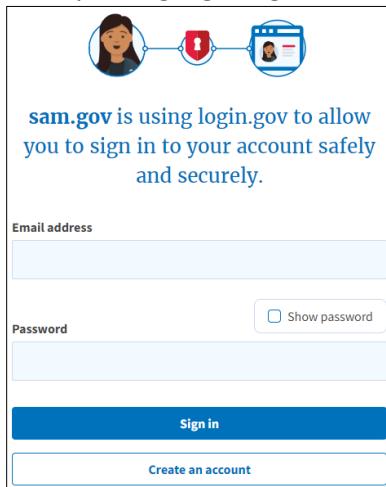 sam.gov is using login.gov to allow
you to sign in to your account safely
and securely.
Email address
Show password
Password
Sign in
Create an account